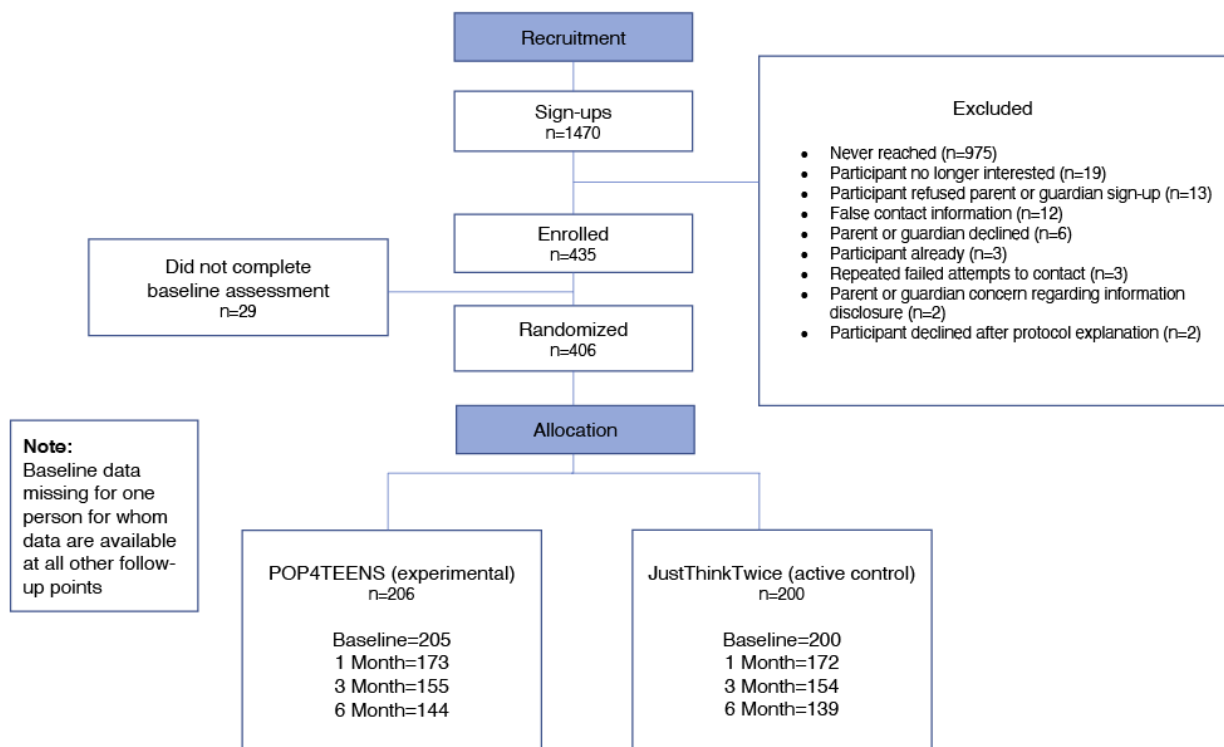 Recruitment
Sign-ups
n=1470
Excluded
• Never reached (n=975)
• Participant no longer interested (n=19)
• Participant refused parent or guardian sign-up (n=13)
• False contact information (n=12)
• Parent or guardian declined (n=6)
• Participant already (n=3)
• Repeated failed attempts to contact (n=3)
• Parent or guardian concern regarding information
disclosure (n=2)
• Participant declined after protocol explanation (n=2)
Enrolled
n=435
Did not complete
baseline assessment
n=29
Randomized
n=406
Allocation
Note:
Baseline data
missing for one
person for whom
data are available
at all other follow-
up points
POP4TEENS (experimental)
n=206
Baseline=205
1 Month=173
3 Month=155
6 Month=144
JustThinkTwice (active control)
n=200
Baseline=200
1 Month=172
3 Month=154
6 Month=139